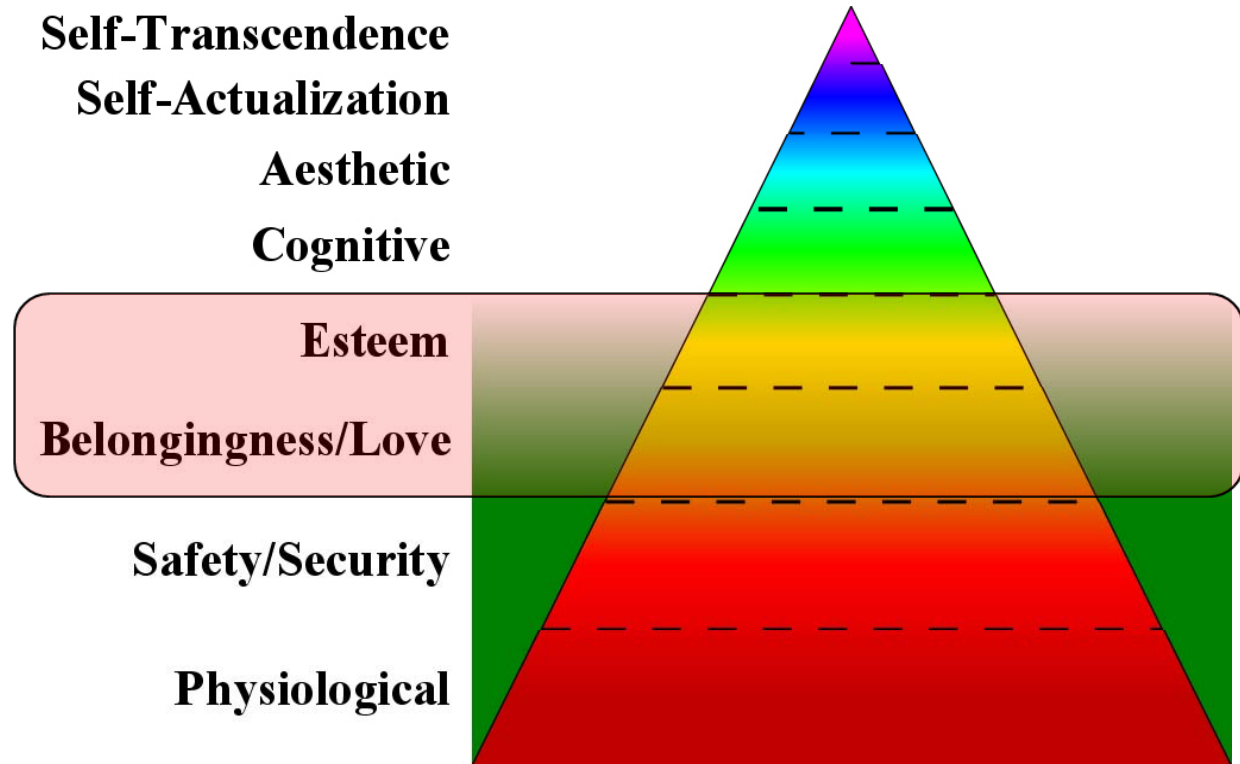 Self-Transcendence
Self-Actualization
Aesthetic
Cognitive
Esteem
Belongingness/Love
Safety/Security
Physiological